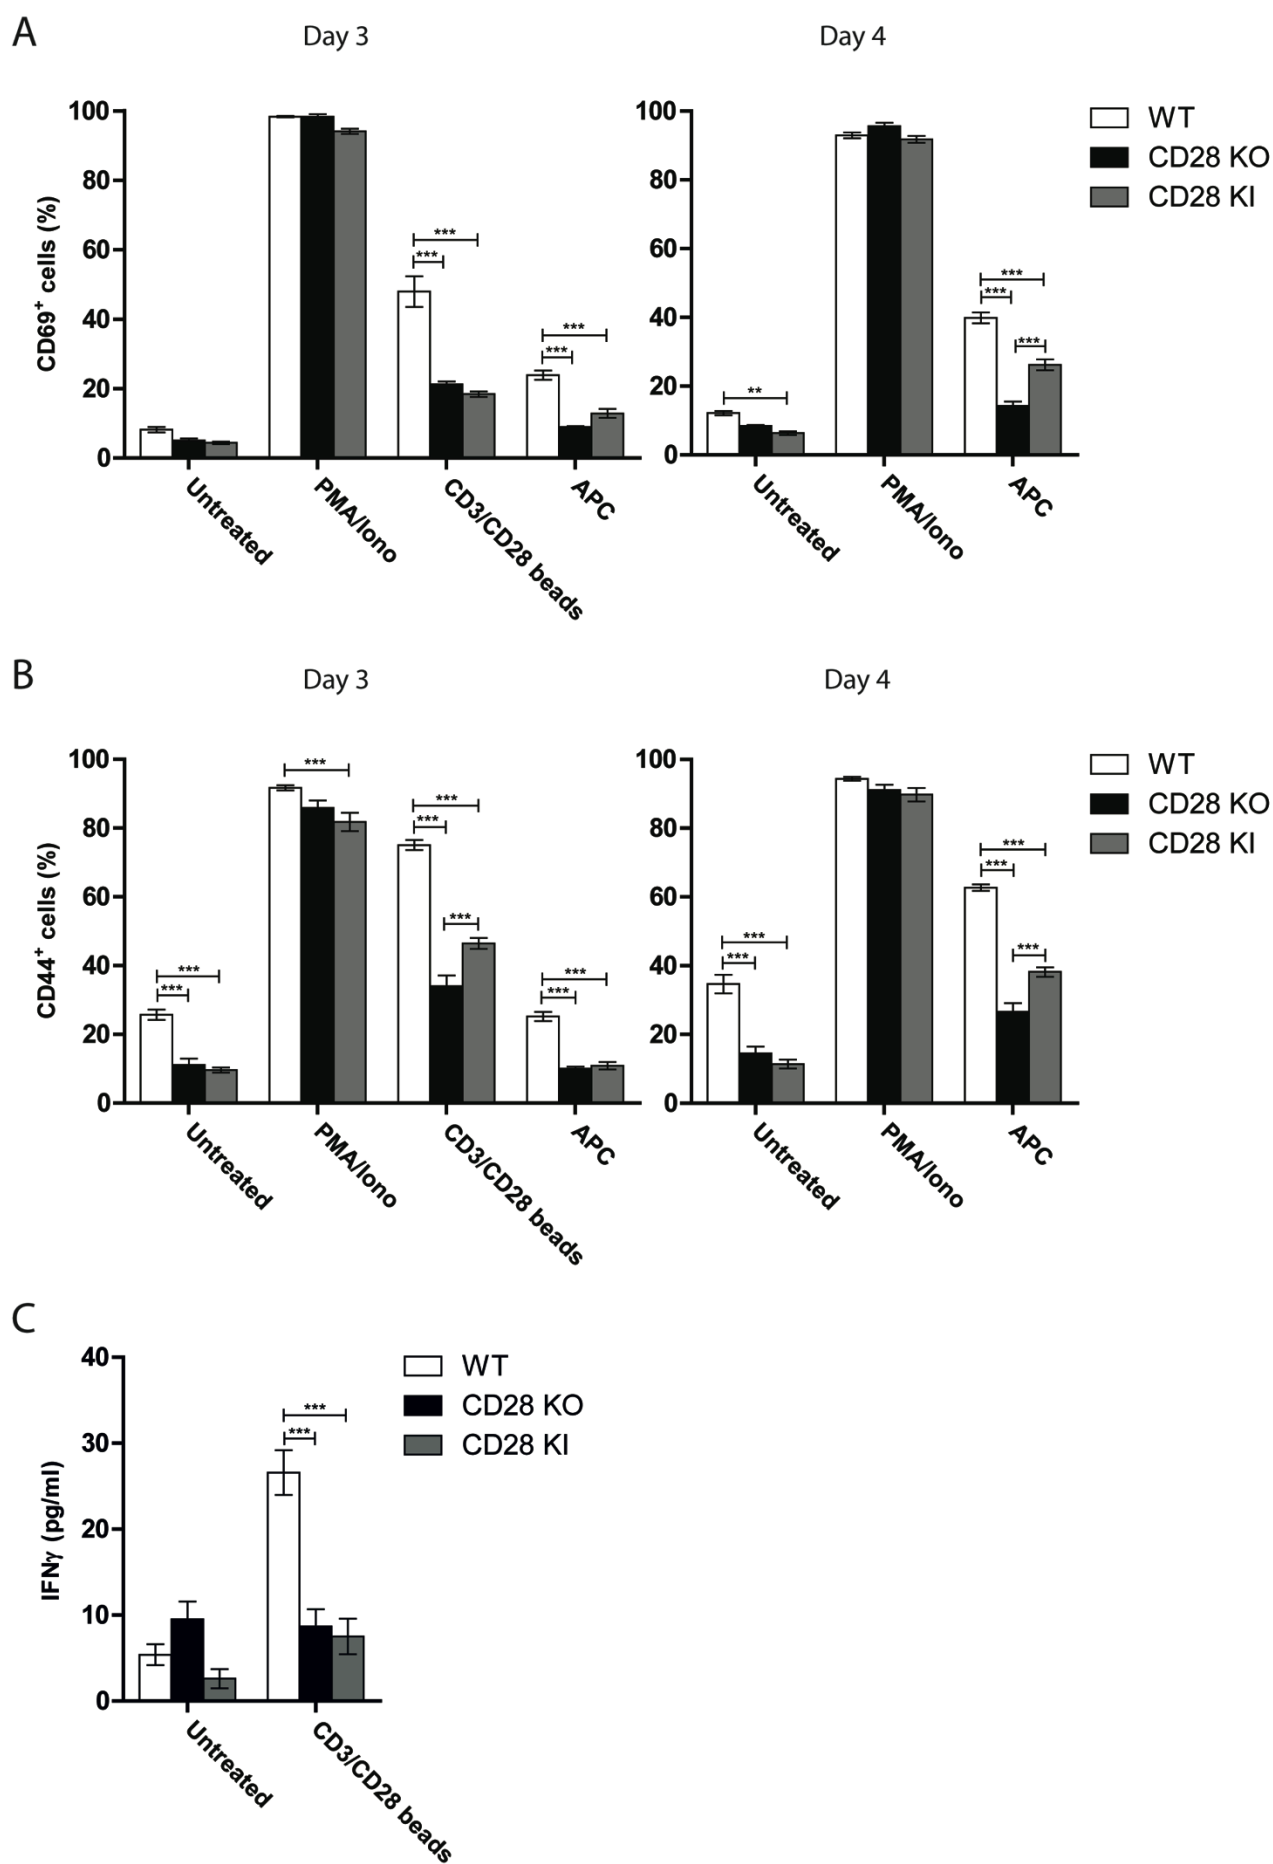 A
Day 3
Day 4
CD69+ cells (%)
100
80
60
40
20
0
***
***
***
***
Untreated
PMA/Iono
CD3/CD28 beads
APC
100
80
60
40
20
0
**
***
***
***
Untreated
PMA/Iono
APC
WT
CD28 KO
CD28 KI
B
Day 3
Day 4
CD44+ cells (%)
100
80
60
40
20
0
***
***
***
***
***
***
***
***
Untreated
PMA/Iono
CD3/CD28 beads
APC
100
80
60
40
20
0
***
***
***
***
***
Untreated
PMA/Iono
APC
WT
CD28 KO
CD28 KI
C
IFNγ (pg/ml)
40
30
20
10
0
***
***
Untreated
CD3/CD28 beads
WT
CD28 KO
CD28 KI